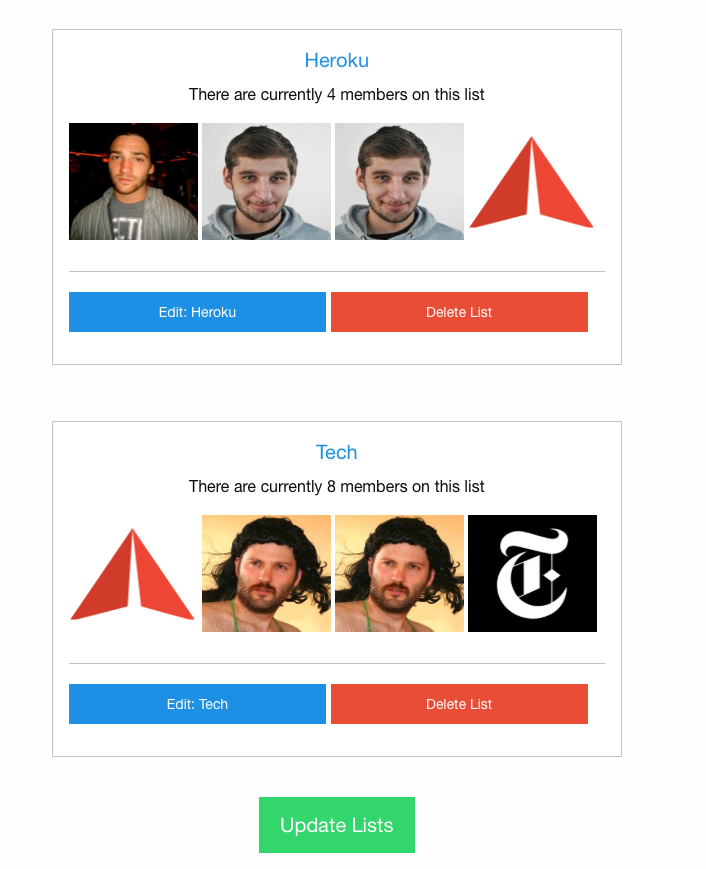 Heroku
There are currently 4 members on this list
Edit: Heroku
Delete List
Tech
There are currently 8 members on this list
Edit: Tech
Delete List
Update Lists